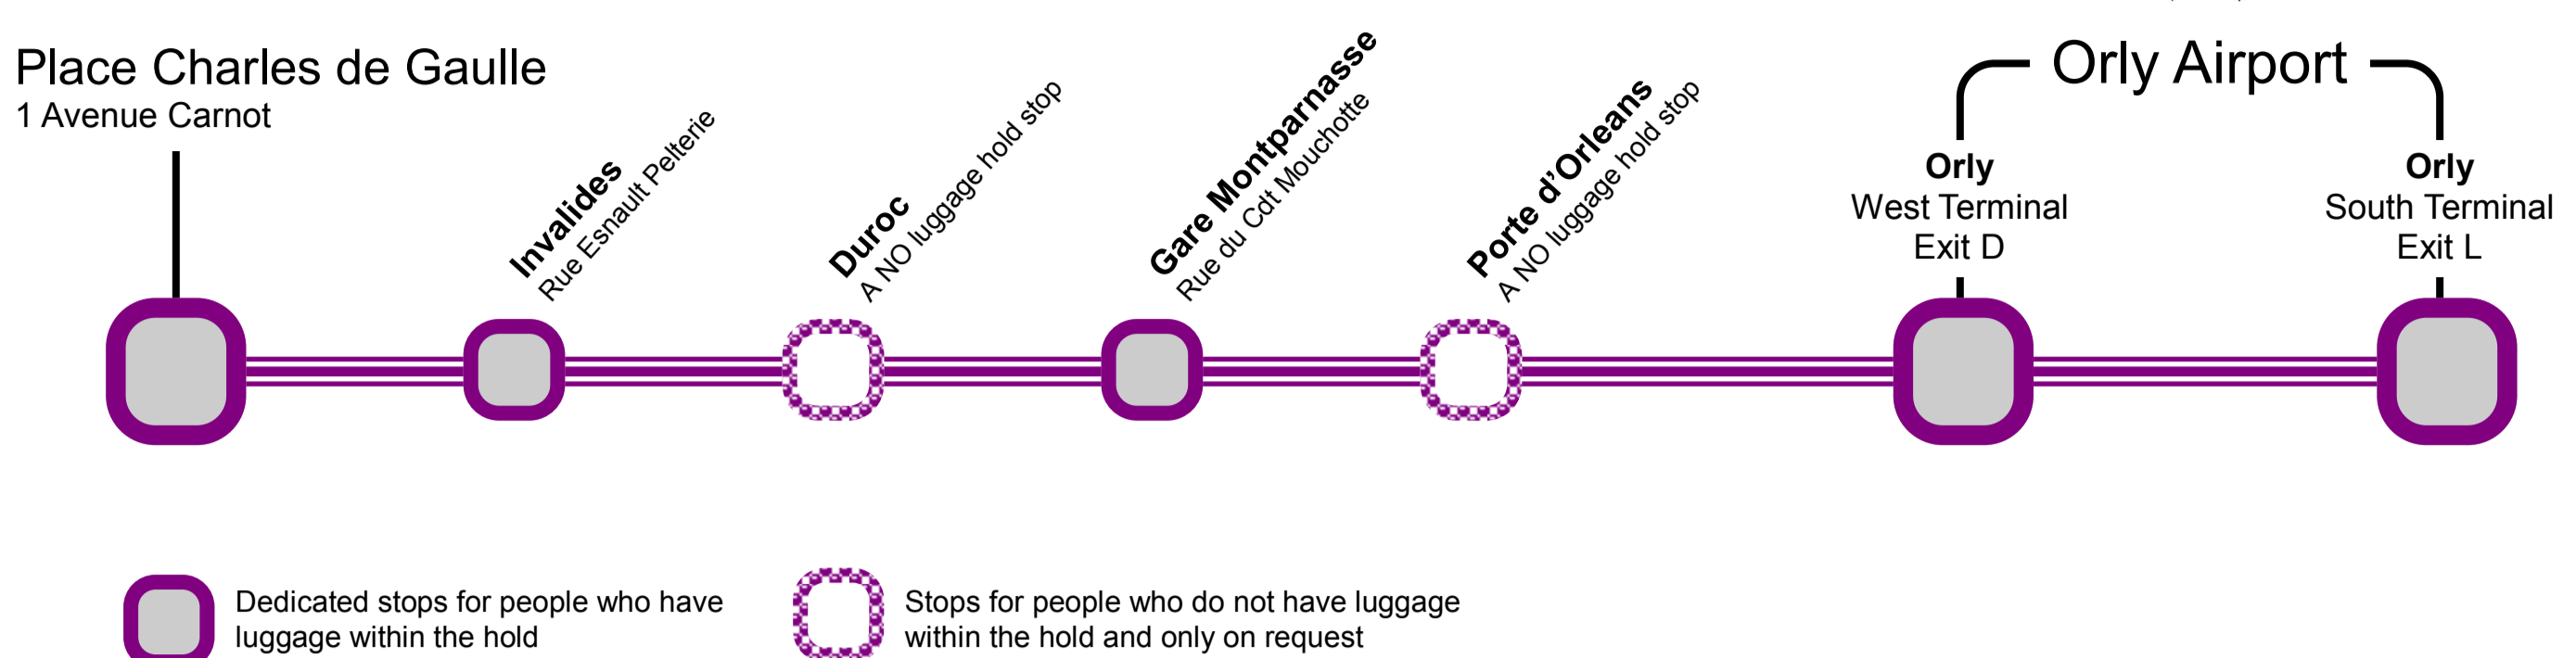 Place Charles de Gaulle
1 Avenue Carnot
Invalides
Rue Esnault Pelterie
Duroc
A NO luggage hold stop
Gare Montparnasse
Rue du Cdt Mouchotte
Porte d’Orleans
A NO luggage hold stop
Orly Airport
Orly
West Terminal
Exit D
Orly
South Terminal
Exit L
Dedicated stops for people who have
luggage within the hold
Stops for people who do not have luggage
within the hold and only on request